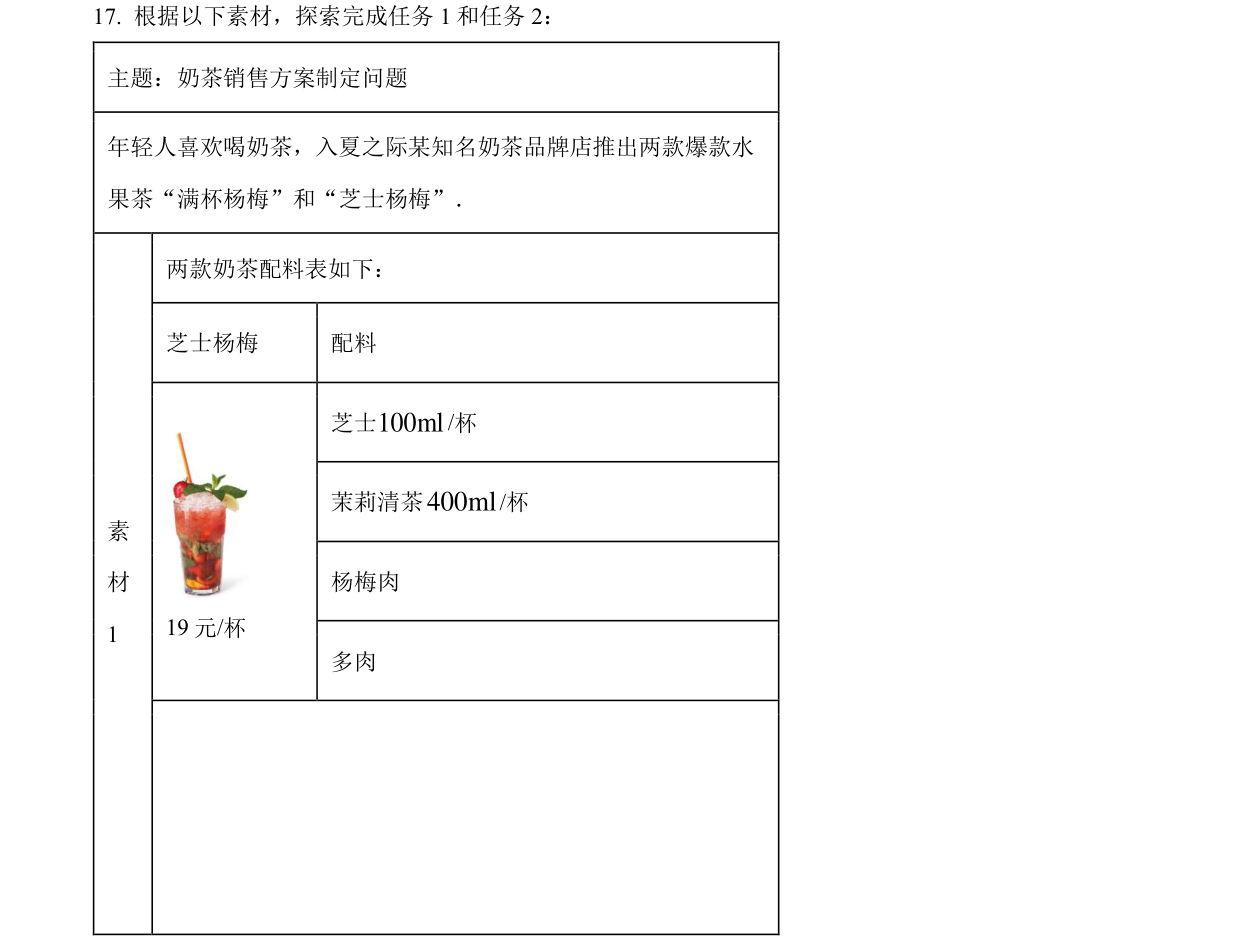 17. 根据以下素材，探索完成任务 1 和任务 2：
主题：奶茶销售方案制定问题
年轻人喜欢喝奶茶，入夏之际某知名奶茶品牌店推出两款爆款水
果茶“满杯杨梅”和“芝士杨梅”.
素
材
1
两款奶茶配料表如下：
芝士杨梅
配料
19 元/杯
芝士100ml /杯
茉莉清茶 400ml /杯
杨梅肉
多肉